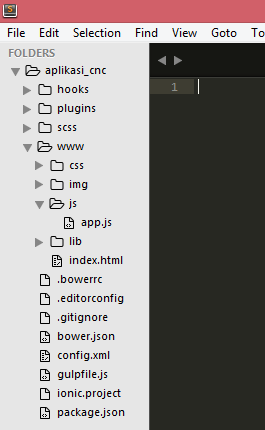 File Edit Selection Find View Goto To
FOLDERS
aplikasi_cnc
1
hooks
plugins
scss
www
css
img
js
app.js
lib
index.html
.bowerrc
.editorconfig
.gitignore
bower.json
config.xml
gulpfile.js
ionic.project
package.json